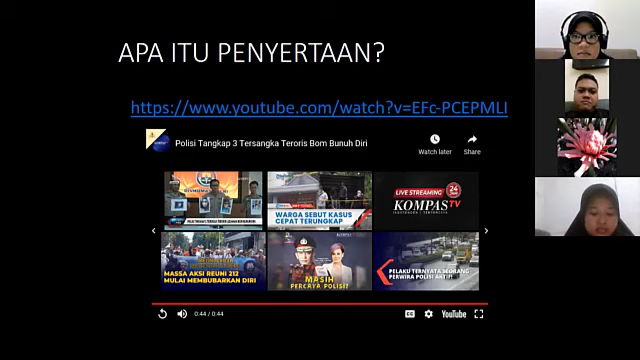 APA ITU PENYERTAAN?
https://www.youtube.com/watch?v=EFc-PCEPMLI
Polisi Tangkap 3 Tersangka Teroris Bom Bunuh Diri
Watch later
Share
WARGA SEBUT KASUS
CEPAT TERUNGKAP
LIVE STREAMING 24
KOMPAS TV
MASSA AKSI REUNI 212
MULAI MEMBUBARKAN DIRI
MASIH
PERCAYA POLISI?
PELAKU TERNYATA SEORANG
PERWIRA POLISI AKTIF!
0:44 / 0:44
YouTube